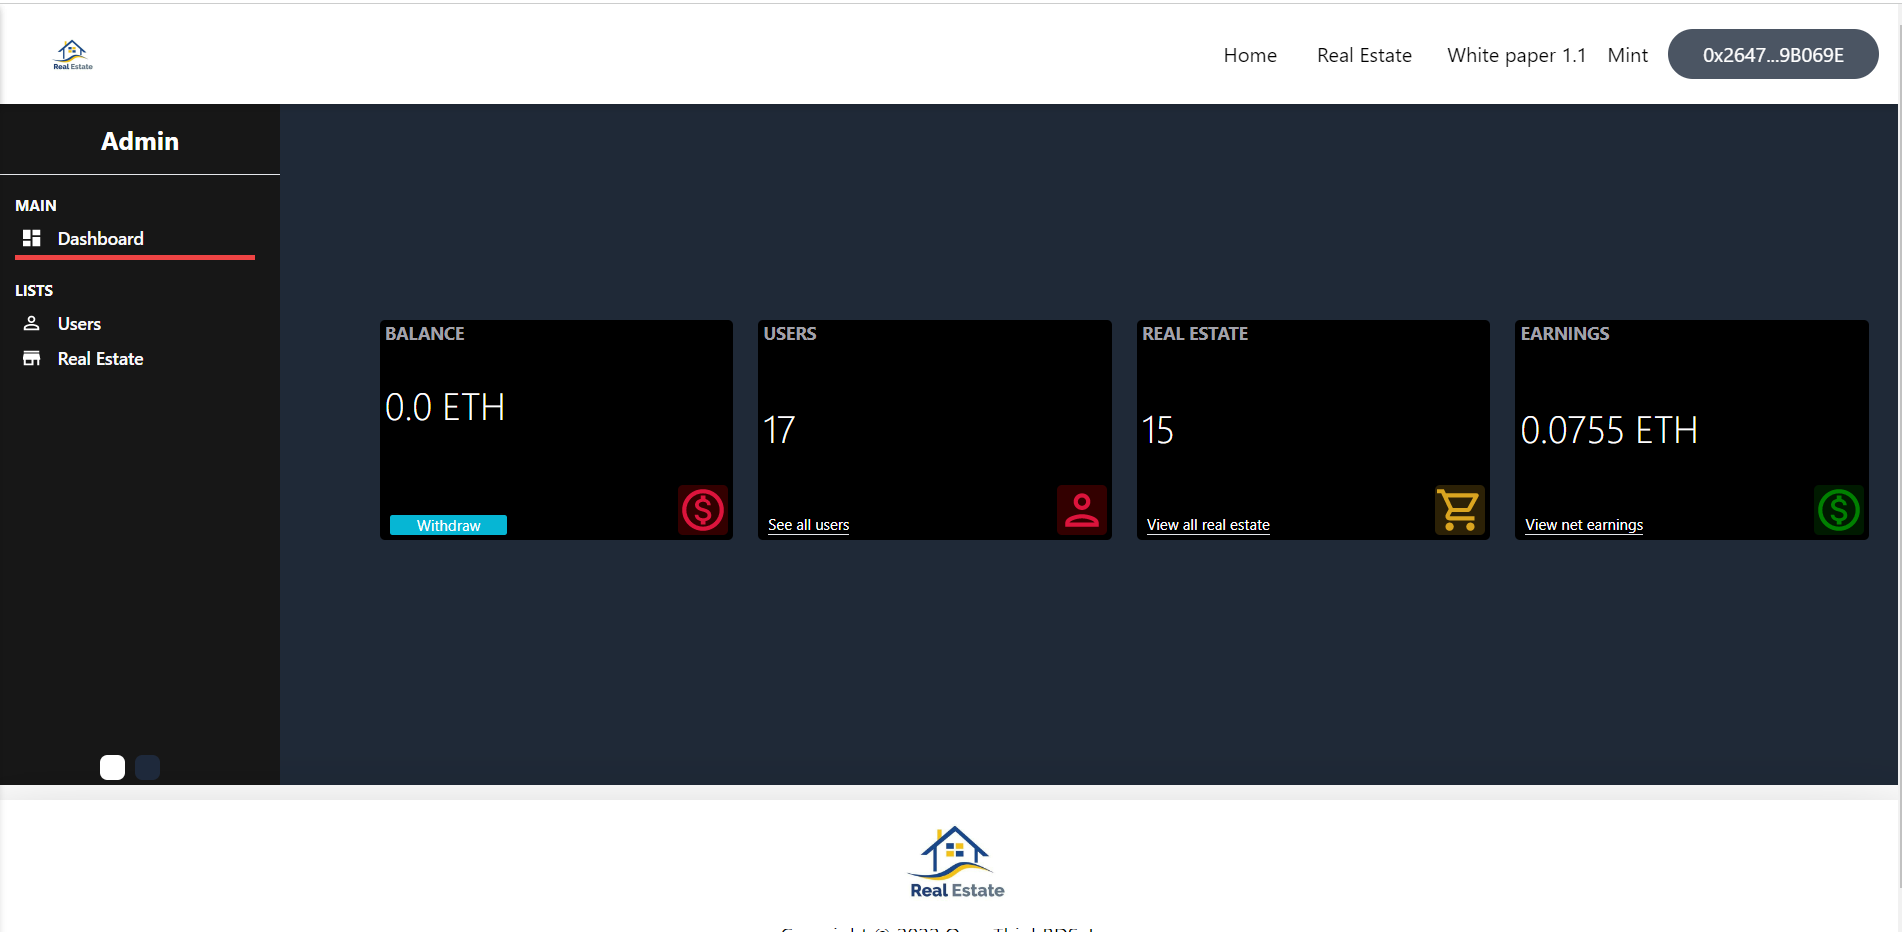 Real Estate
Home Real Estate White paper 1.1 Mint 0x2647...9B069E
Admin
MAIN
Dashboard
LISTS
Users
Real Estate
BALANCE
0.0 ETH
Withdraw
USERS
17
See all users
REAL ESTATE
15
View all real estate
EARNINGS
0.0755 ETH
View net earnings
Real Estate